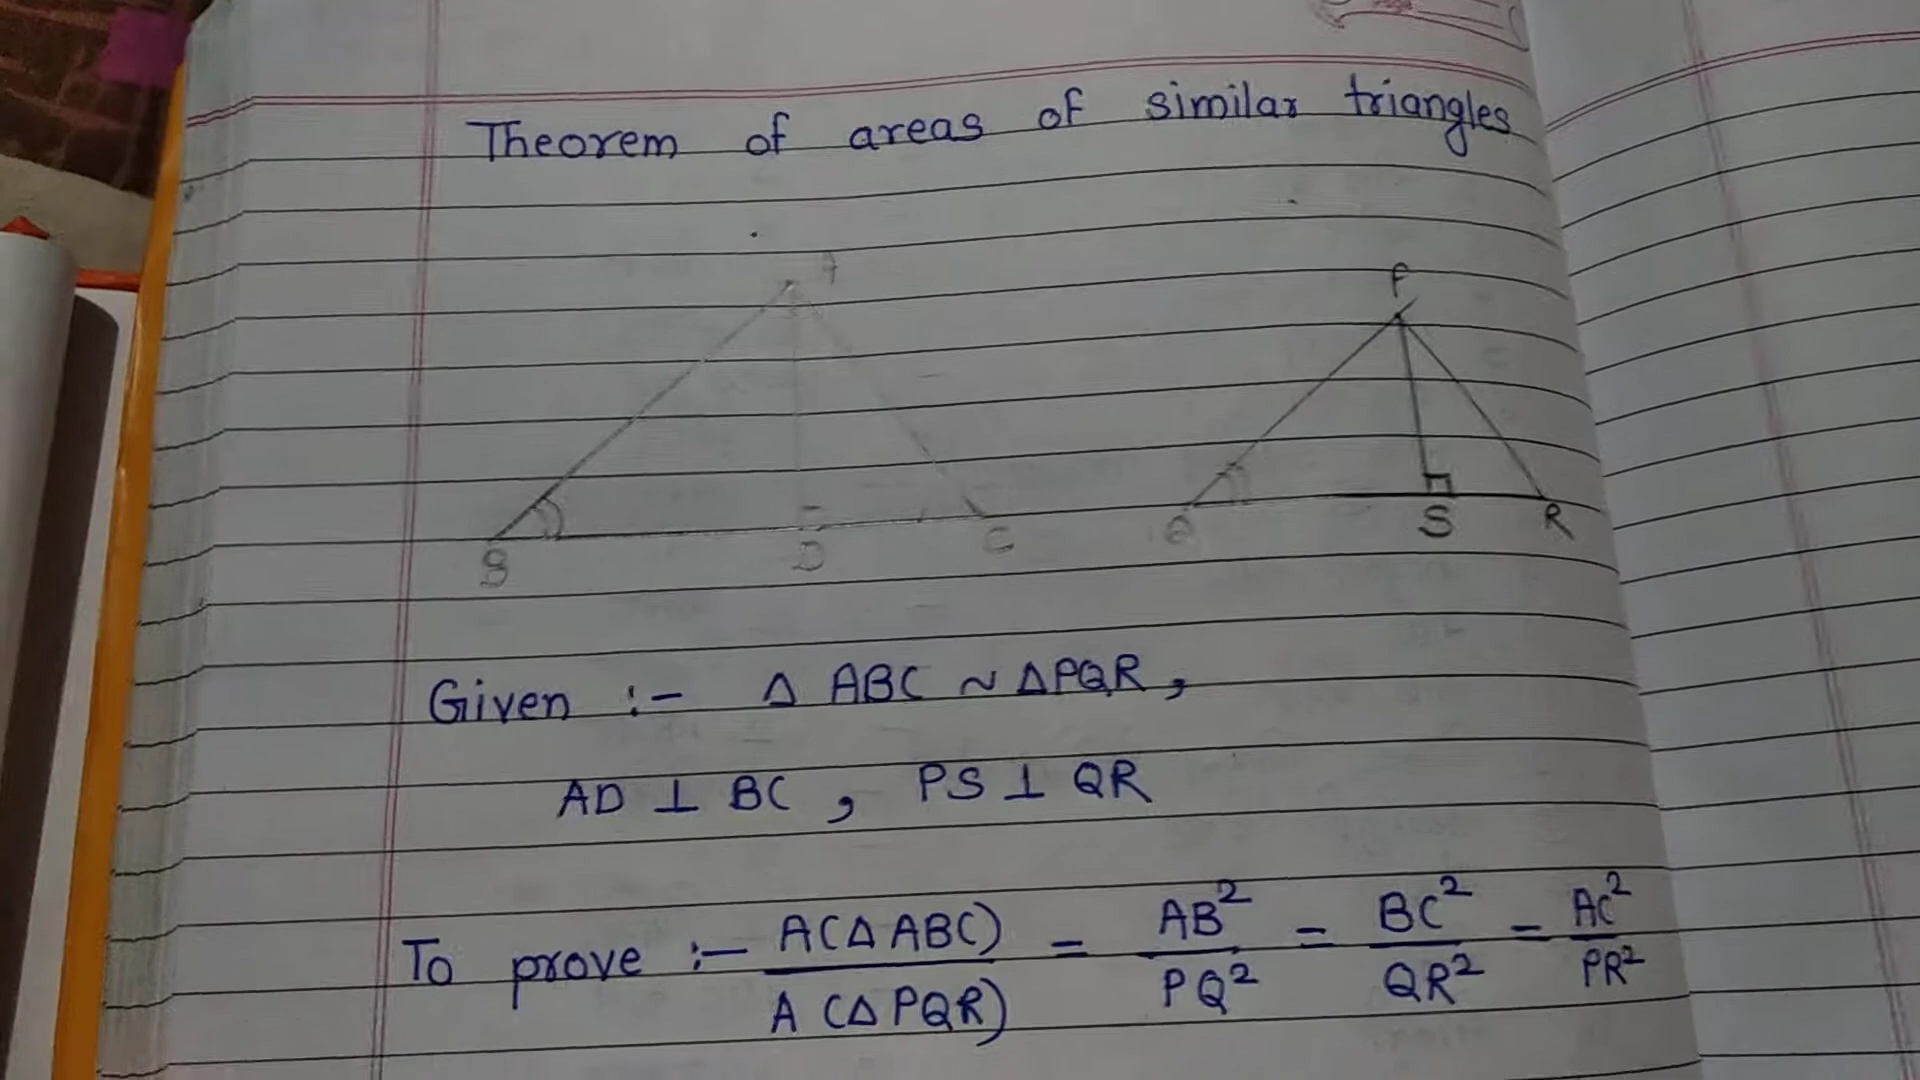 Theorem of areas of similar triangles
A P
B D C Q S R
Given :- Δ ABC ~ ΔPQR,
AD ⊥ BC , PS ⊥ QR
To prove :- A(Δ ABC) / A (Δ PQR) = AB² / PQ² = BC² / QR² = AC² / PR²